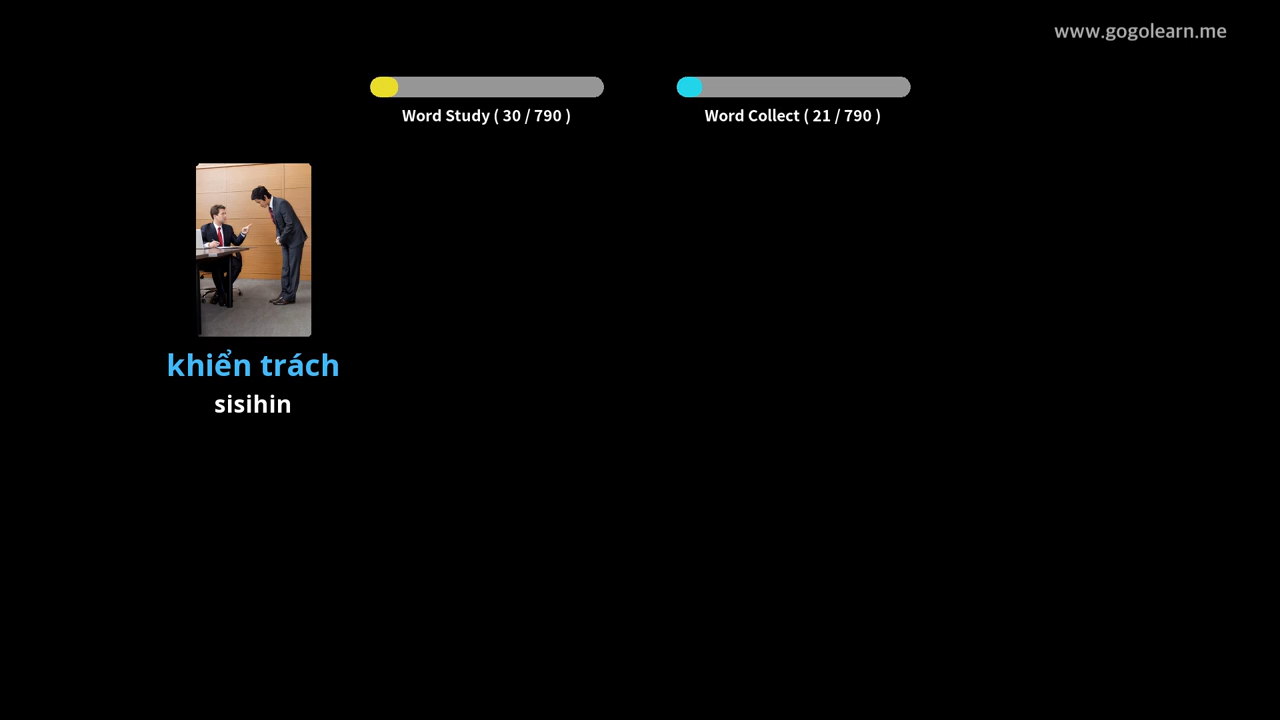 www.gogolearn.me
Word Study ( 30 / 790 )
Word Collect ( 21 / 790 )
khiển trách
sisihin